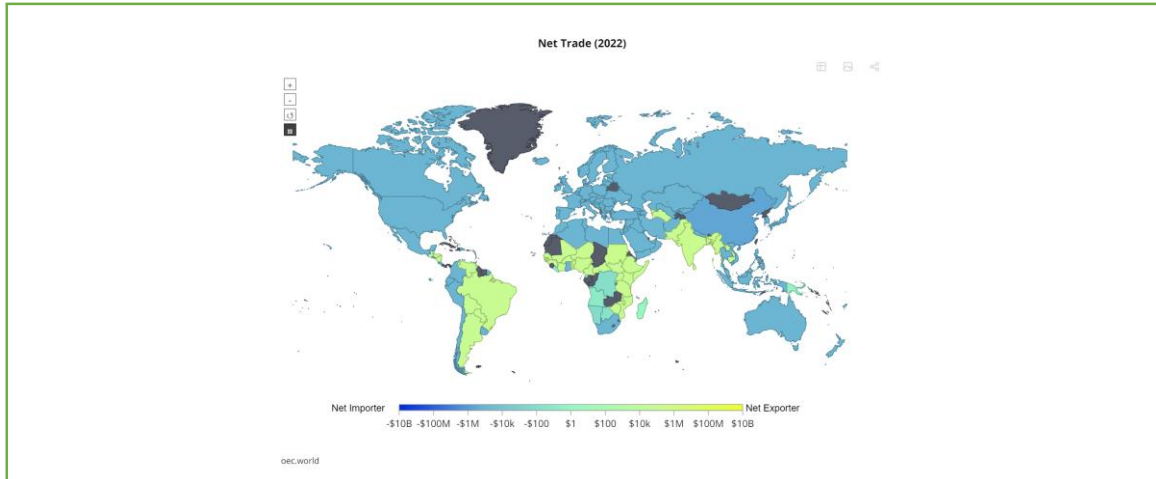 Net Trade (2022)
+
-
Net Importer
Net Exporter
-$10B -$100M -$1M -$10k -$100 $1 $100 $10k $1M $100M $10B
oec.world